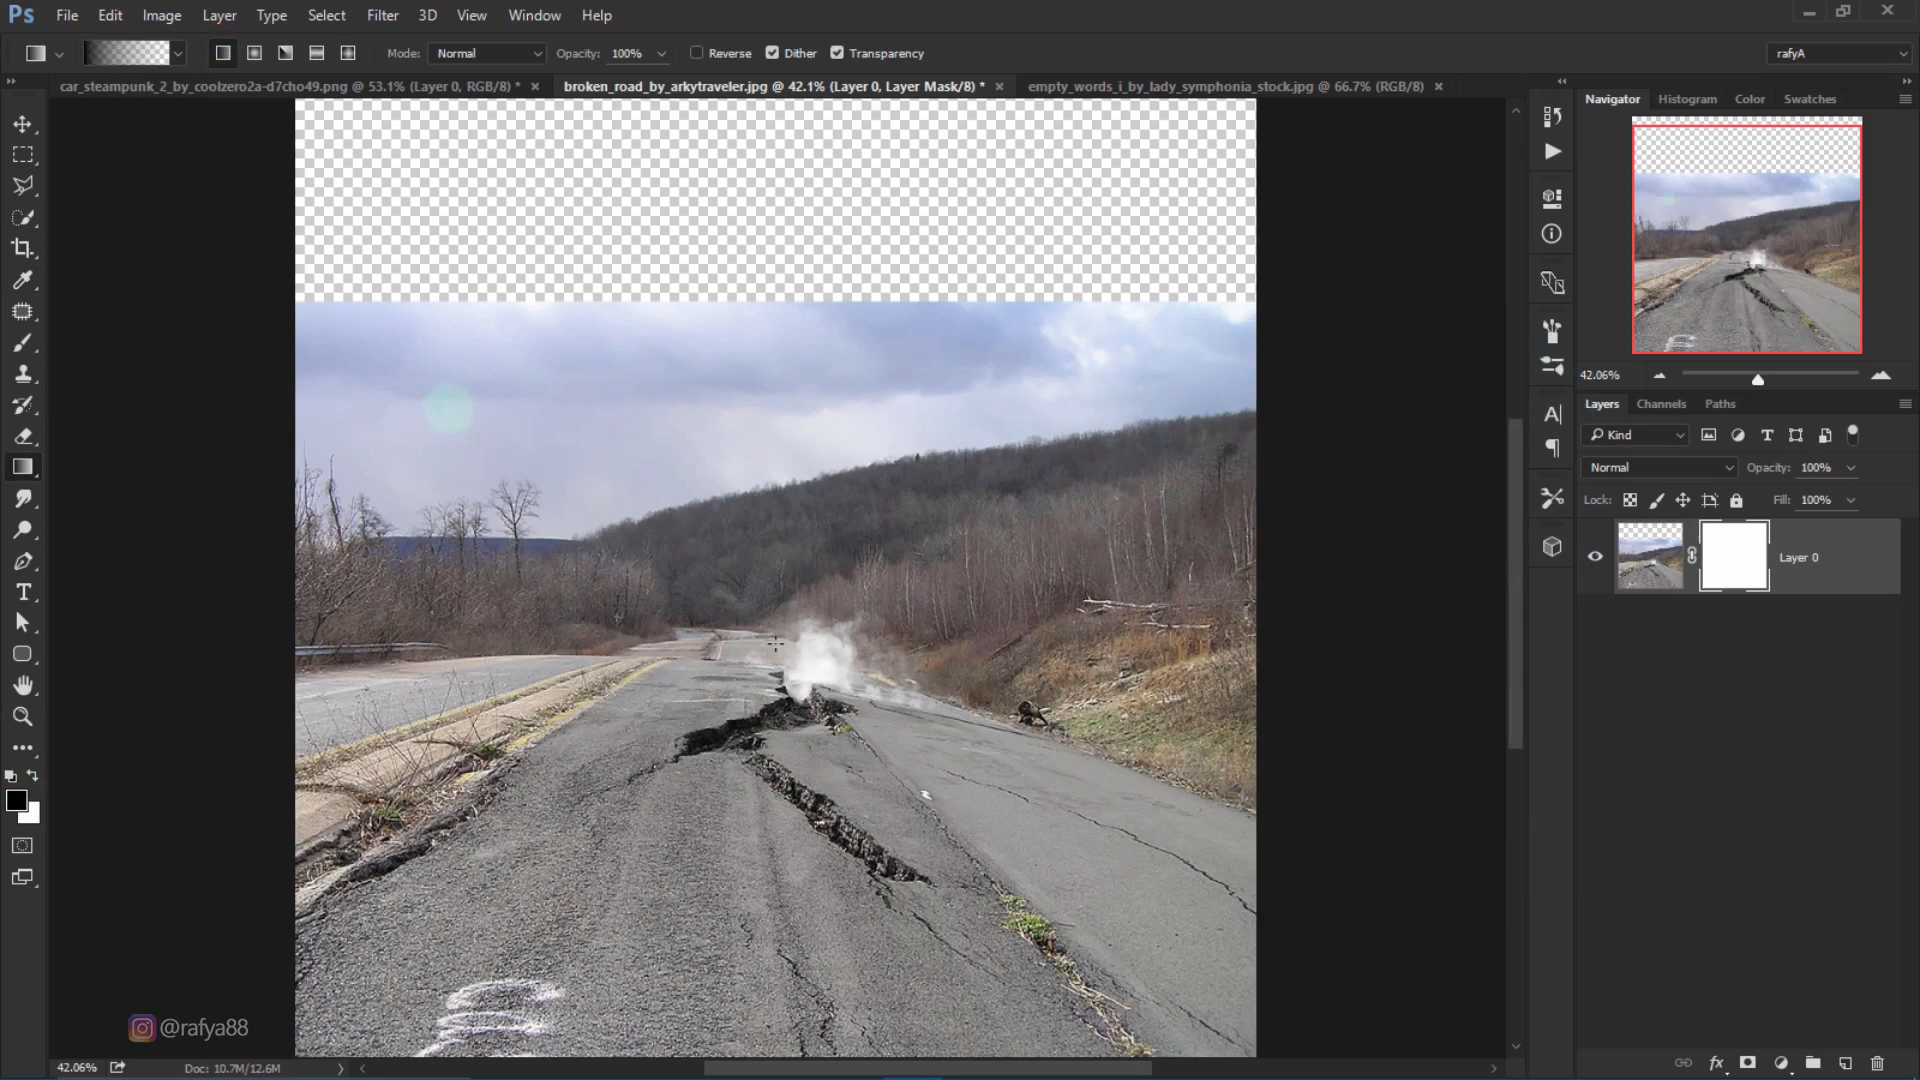 Ps File Edit Image Layer Type Select Filter 3D View Window Help
Mode: Normal Opacity: 100% Reverse Dither Transparency rafyA
car_steampunk_2_by_coolzero2a-d7cho49.png @ 53.1% (Layer 0, RGB/8) * broken_road_by_arkytraveler.jpg @ 42.1% (Layer 0, Layer Mask/8) * empty_words_i_by_lady_symphonia_stock.jpg @ 66.7% (RGB/8)
Navigator Histogram Color Swatches
42.06%
Layers Channels Paths
Kind
Normal Opacity: 100%
Lock: Fill: 100%
Layer 0
@rafya88
42.06% Doc: 10.7M/12.6M